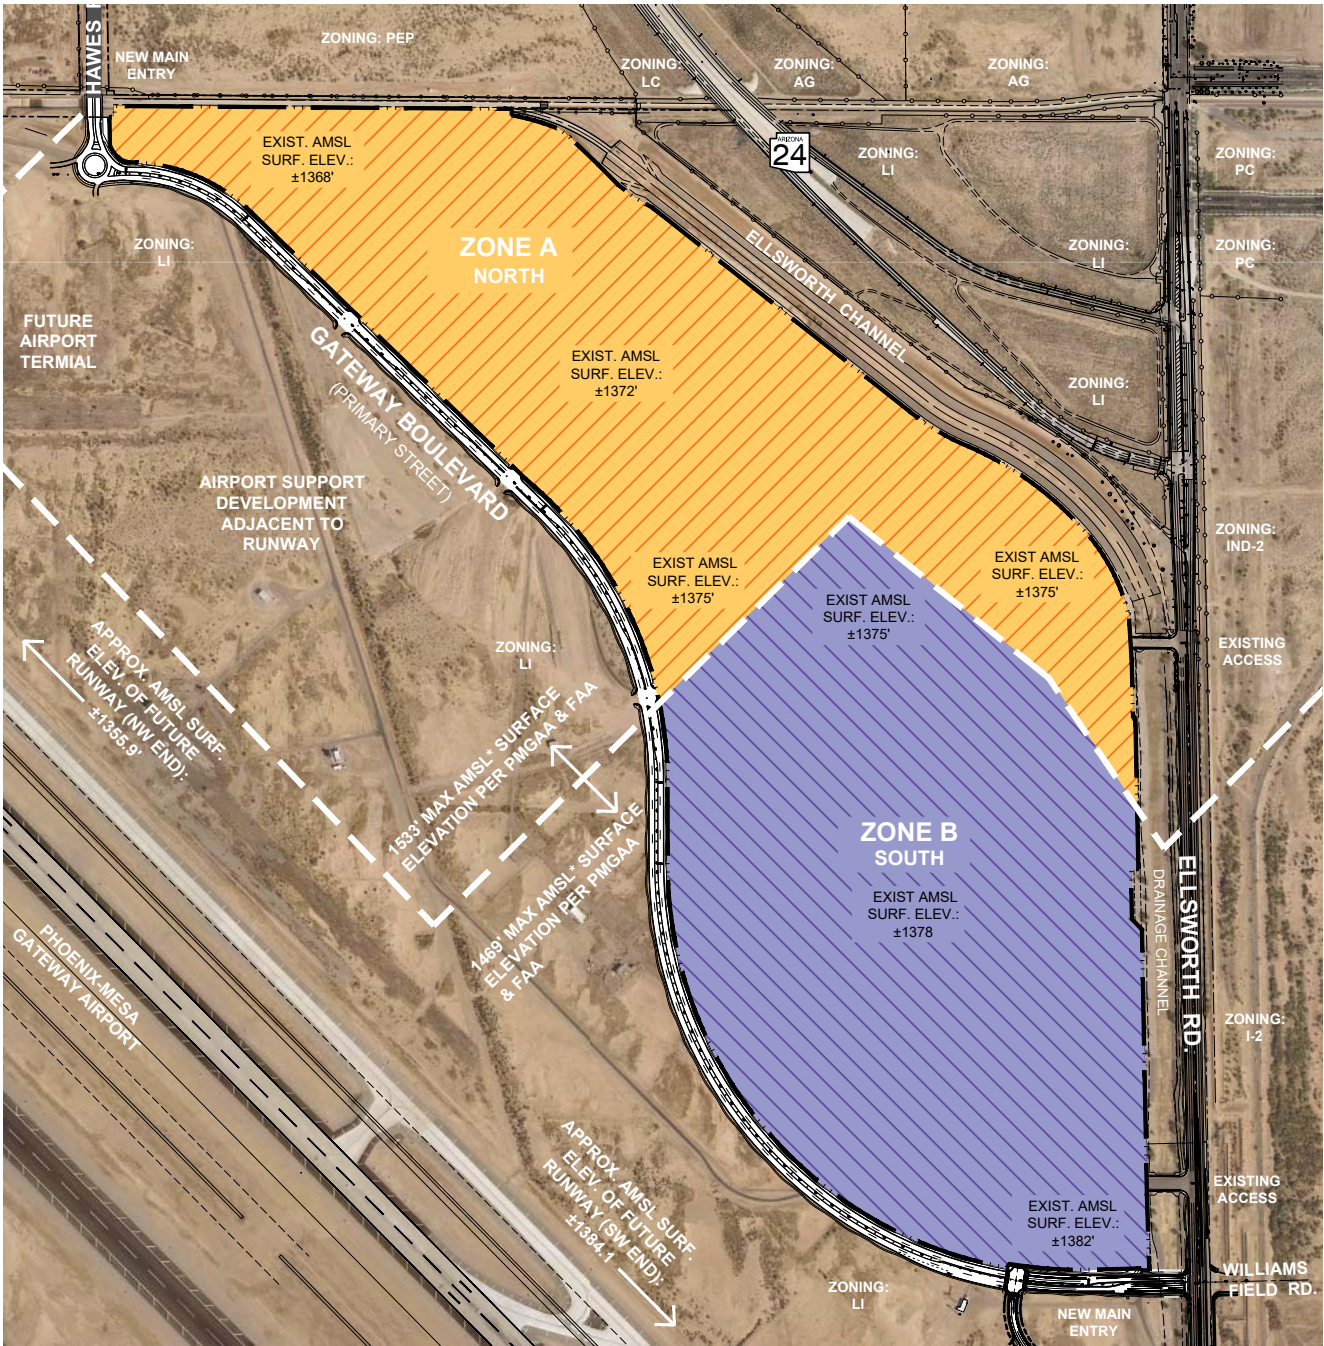 HAWES
NEW MAIN
ENTRY
ZONING: PEP
ZONING:
LC
ZONING:
AG
ZONING:
AG
ARIZONA
24
ZONING:
LI
ZONING:
PC
EXIST. AMSL
SURF. ELEV.:
±1368'
ZONING:
LI
ZONE A
NORTH
ELLSWORTH CHANNEL
ZONING:
LI
ZONING:
PC
FUTURE
AIRPORT
TERMIAL
GATEWAY BOULEVARD
(PRIMARY STREET)
EXIST. AMSL
SURF. ELEV.:
±1372'
ZONING:
LI
AIRPORT SUPPORT
DEVELOPMENT
ADJACENT TO
RUNWAY
ZONING:
IND-2
EXIST AMSL
SURF. ELEV.:
±1375'
EXIST AMSL
SURF. ELEV.:
±1375'
EXIST AMSL
SURF. ELEV.:
±1375'
APPROX. AMSL SURF.
ELEV. OF FUTURE
RUNWAY (NW END):
±1355.9'
ZONING:
LI
EXISTING
ACCESS
1533' MAX AMSL* SURFACE
ELEVATION PER PMGAA & FAA
1469' MAX AMSL* SURFACE
ELEVATION PER PMGAA
& FAA
ZONE B
SOUTH
EXIST AMSL
SURF. ELEV.:
±1378
DRAINAGE CHANNEL
ELLSWORTH RD.
PHOENIX-MESA
GATEWAY AIRPORT
ZONING:
I-2
APPROX. AMSL SURF.
ELEV. OF FUTURE
RUNWAY (SW END):
±1384.1
EXISTING
ACCESS
EXIST. AMSL
SURF. ELEV.:
±1382'
ZONING:
LI
WILLIAMS
FIELD RD.
NEW MAIN
ENTRY